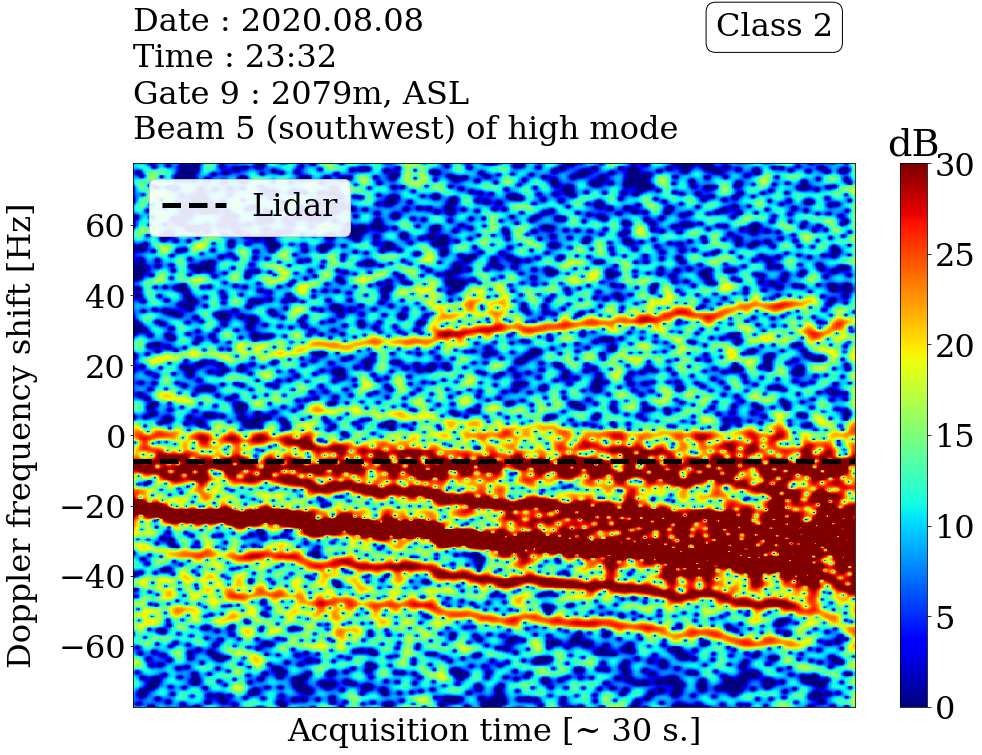 Date : 2020.08.08
Time : 23:32
Gate 9 : 2079m, ASL
Beam 5 (southwest) of high mode
Class 2
dB
Lidar
Doppler frequency shift [Hz]
60
40
20
0
−20
−40
−60
30
25
20
15
10
5
0
Acquisition time [~ 30 s.]